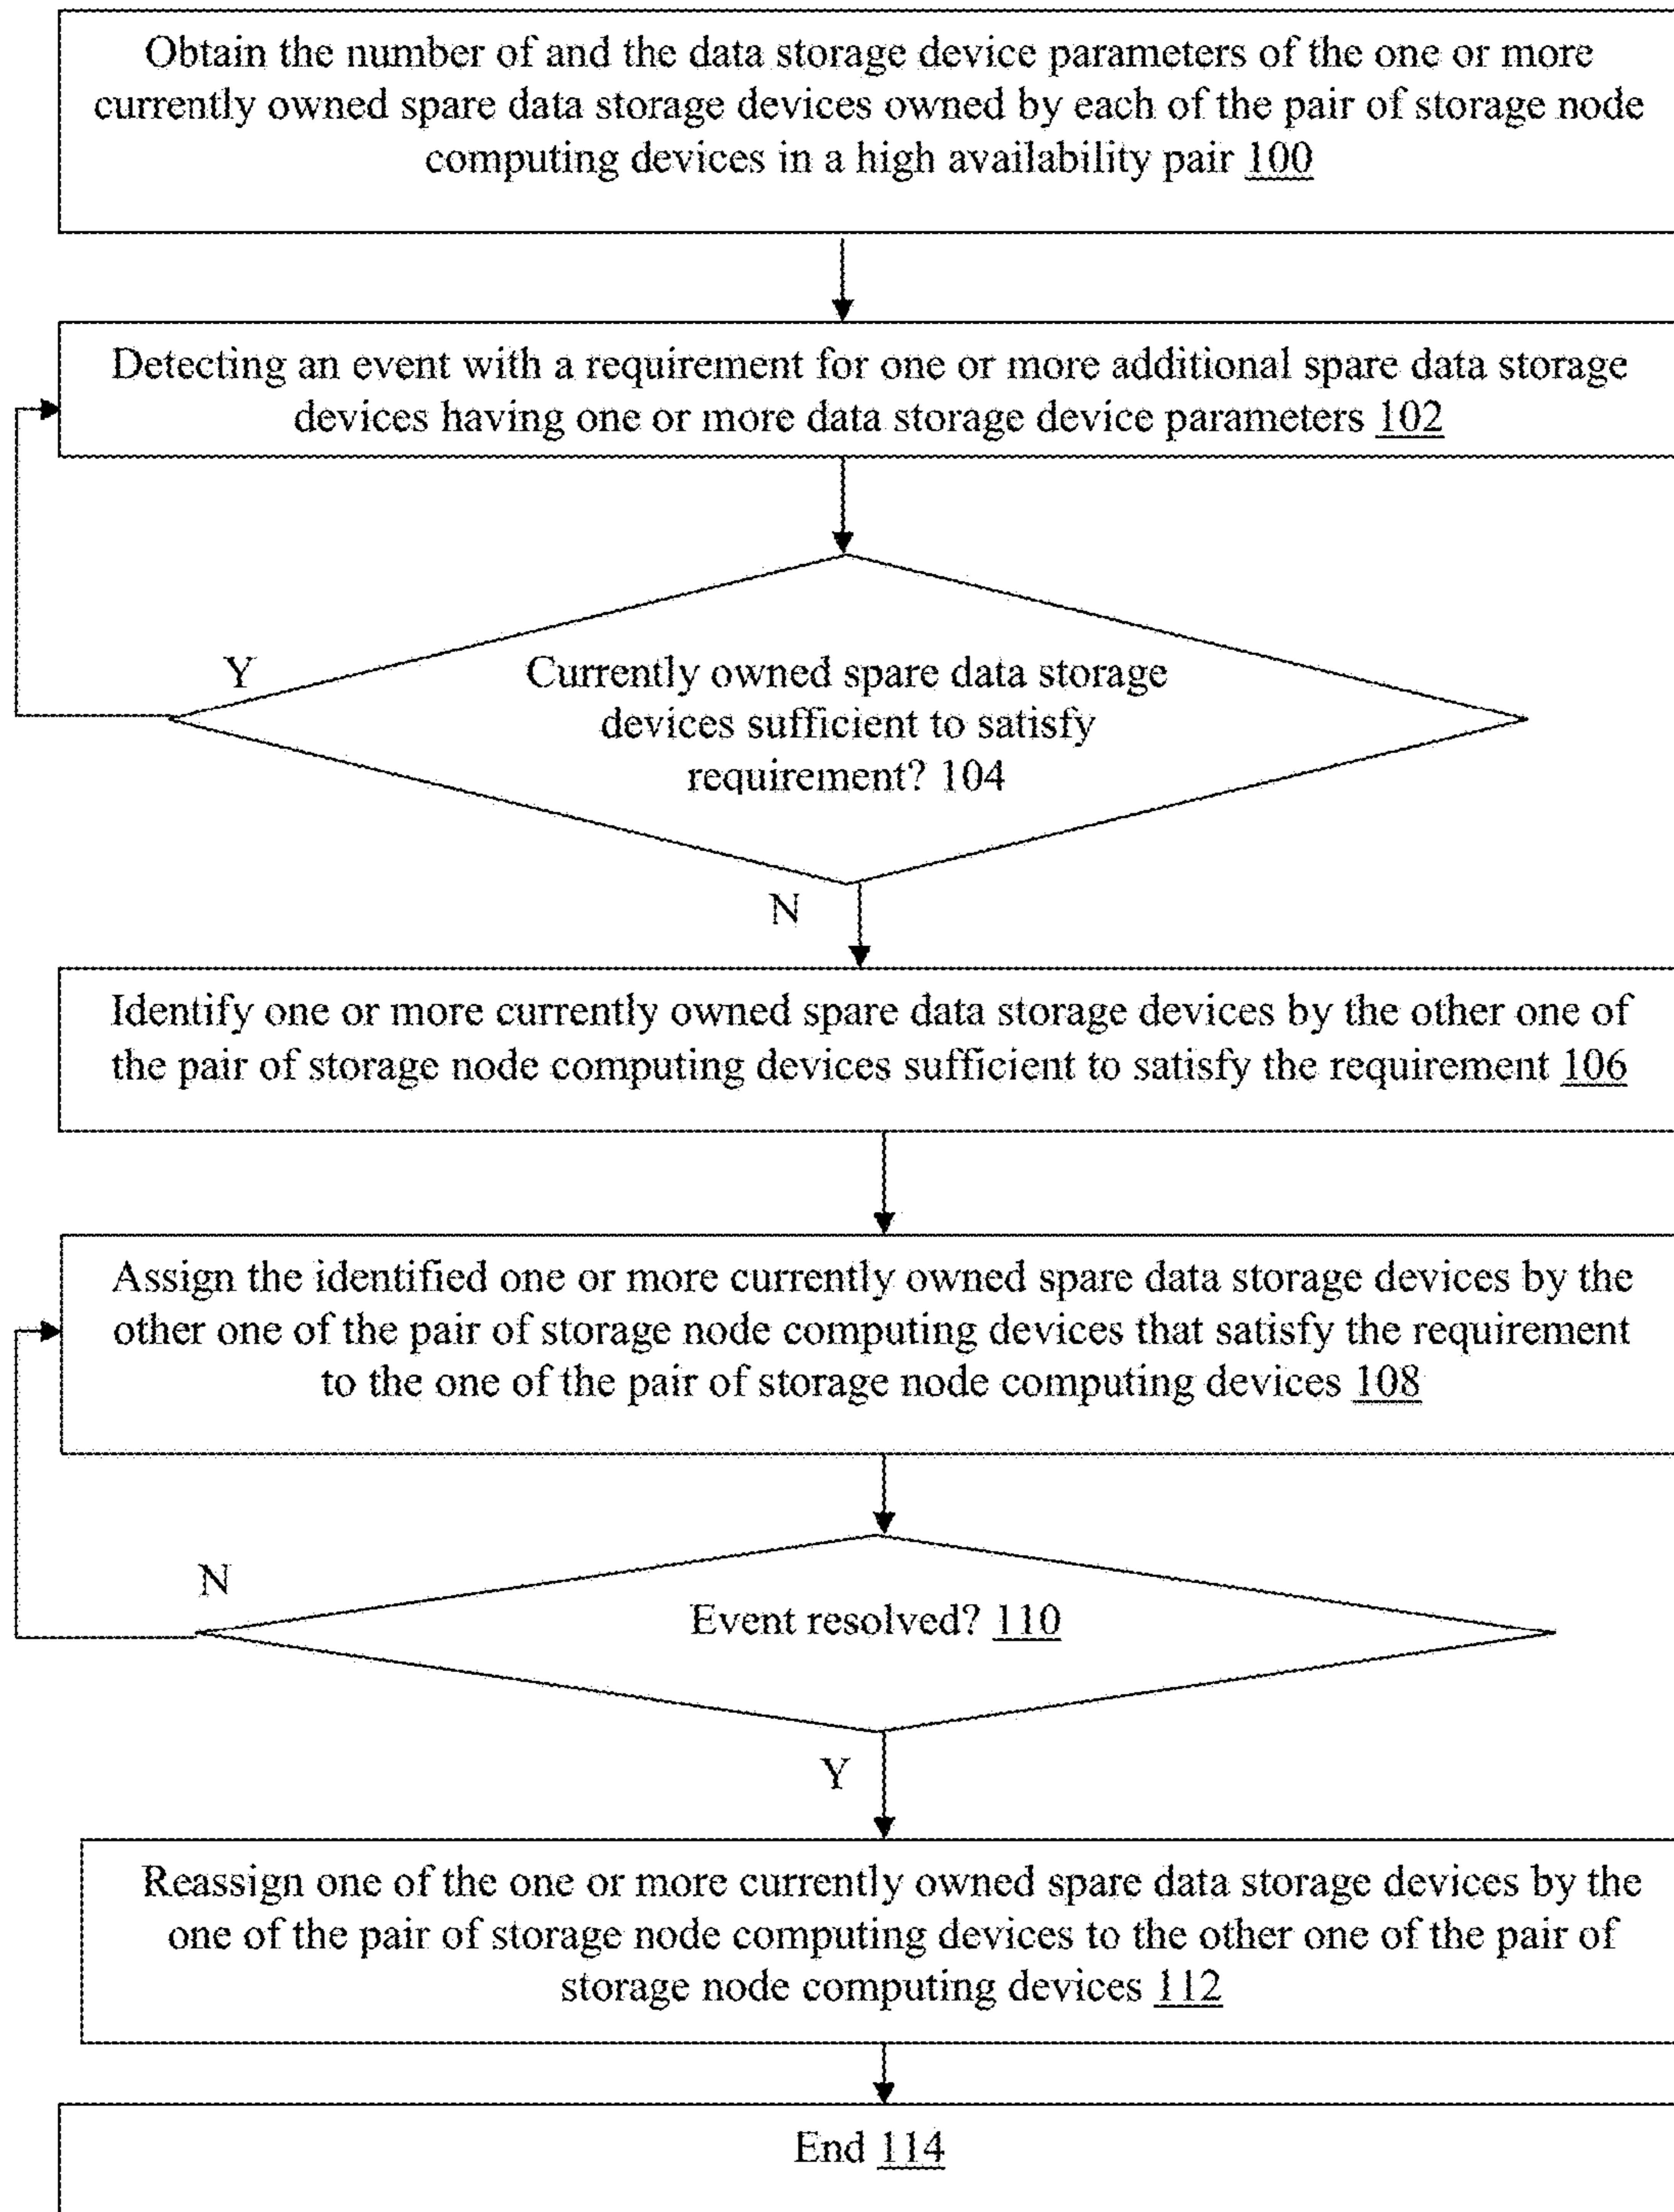 Obtain the number of and the data storage device parameters of the one or more
currently owned spare data storage devices owned by each of the pair of storage node
computing devices in a high availability pair 100
Detecting an event with a requirement for one or more additional spare data storage
devices having one or more data storage device parameters 102
Y
Currently owned spare data storage
devices sufficient to satisfy
requirement? 104
N
Identify one or more currently owned spare data storage devices by the other one of
the pair of storage node computing devices sufficient to satisfy the requirement 106
Assign the identified one or more currently owned spare data storage devices by the
other one of the pair of storage node computing devices that satisfy the requirement
to the one of the pair of storage node computing devices 108
N
Event resolved? 110
Y
Reassign one of the one or more currently owned spare data storage devices by the
one of the pair of storage node computing devices to the other one of the pair of
storage node computing devices 112
End 114